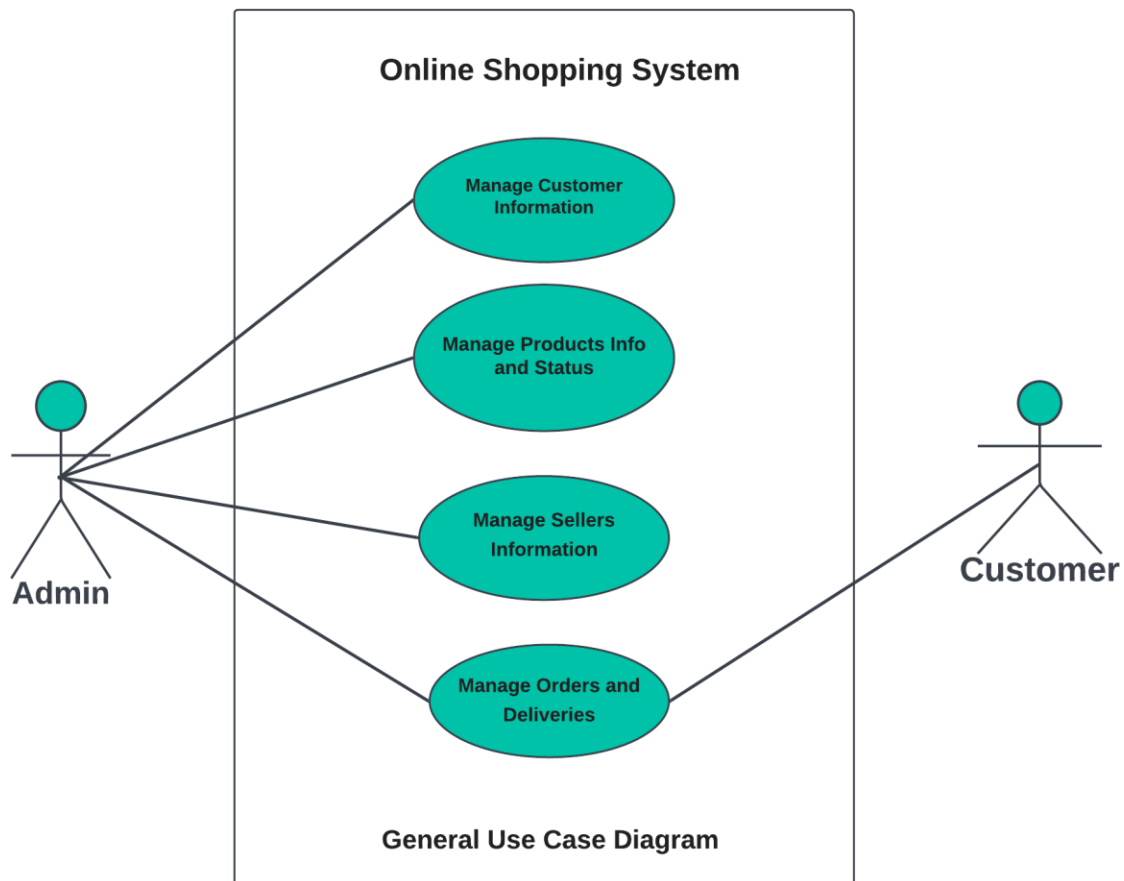 Online Shopping System
Manage Customer
Information
Manage Products Info
and Status
Manage Sellers
Information
Admin
Customer
Manage Orders and
Deliveries
General Use Case Diagram